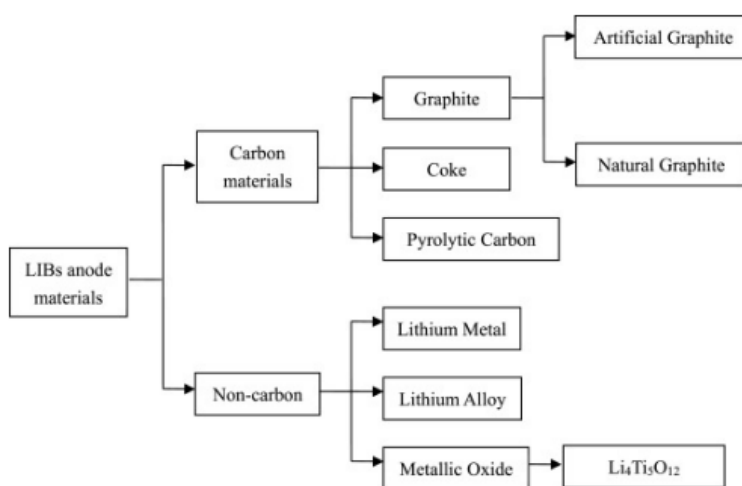 Artificial Graphite
Graphite
Carbon
materials
Coke
Natural Graphite
Pyrolytic Carbon
LIBs anode
materials
Lithium Metal
Non-carbon
Lithium Alloy
Metallic Oxide
Li₄Ti₅O₁₂